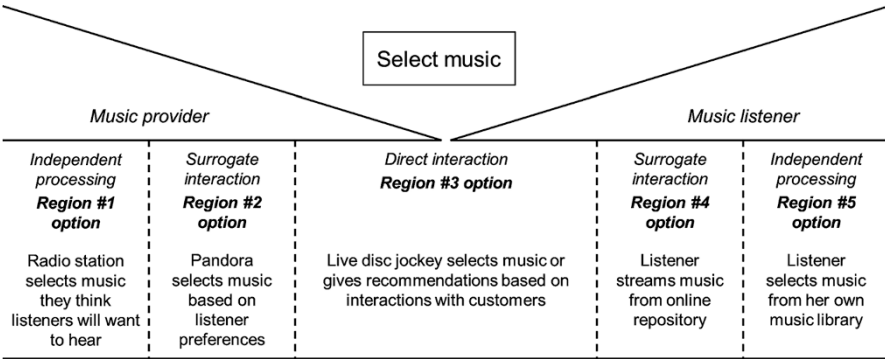 Select music
Music provider
Music listener
Independent
processing
Region #1
option
Surrogate
interaction
Region #2
option
Direct interaction
Region #3 option
Surrogate
interaction
Region #4
option
Independent
processing
Region #5
option
Radio station
selects music
they think
listeners will want
to hear
Pandora
selects music
based on
listener
preferences
Live disc jockey selects music or
gives recommendations based on
interactions with customers
Listener
streams music
from online
repository
Listener
selects music
from her own
music library